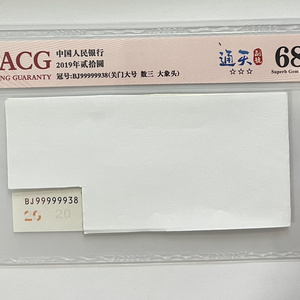 ACG
NG GUARANTY
中国人民银行
2019年贰拾圆
冠号:BJ99999938(关门大号 数三 大象头)
通天
☆☆☆
68
Superb Gem
BJ99999938
20 20